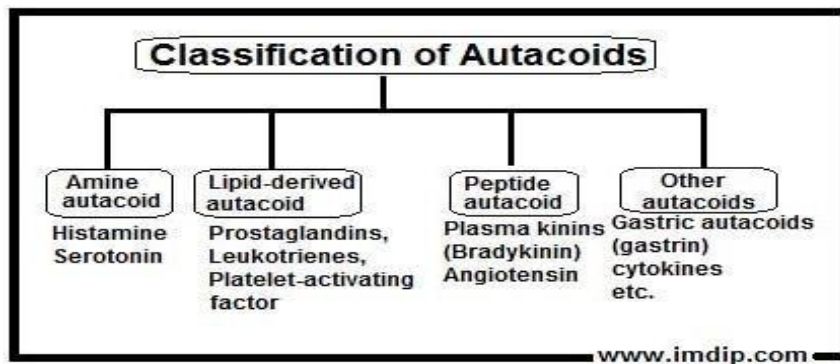 Classification of Autacoids
Amine
autacoid
Histamine
Serotonin
Lipid-derived
autacoid
Prostaglandins,
Leukotrienes,
Platelet-activating
factor
Peptide
autacoid
Plasma kinins
(Bradykinin)
Angiotensin
Other
autacoids
Gastric autacoids
(gastrin)
cytokines
etc.
www.imdip.com